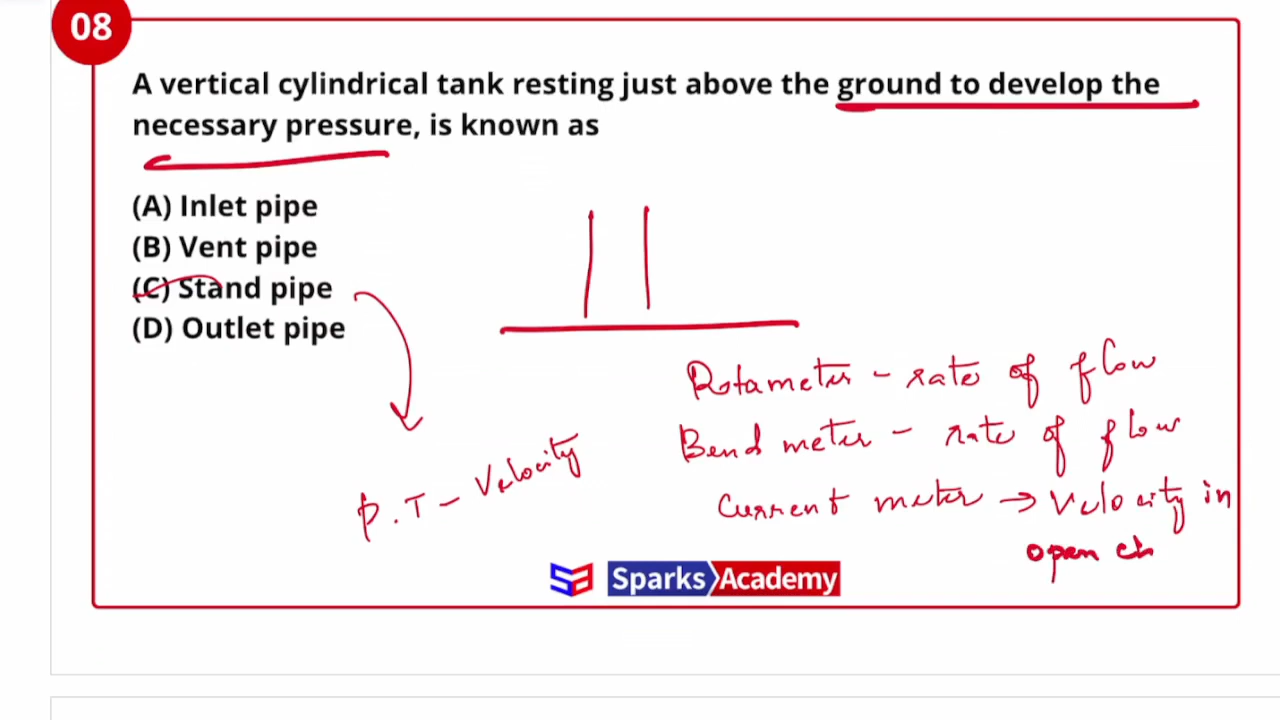 08
A vertical cylindrical tank resting just above the ground to develop the
necessary pressure, is known as
(A) Inlet pipe
(B) Vent pipe
(C) Stand pipe
(D) Outlet pipe
Rotameter - rate of flow
Bend meter - rate of flow
P.T - Velocity
Current meter → Velocity in
open ch
Sparks Academy